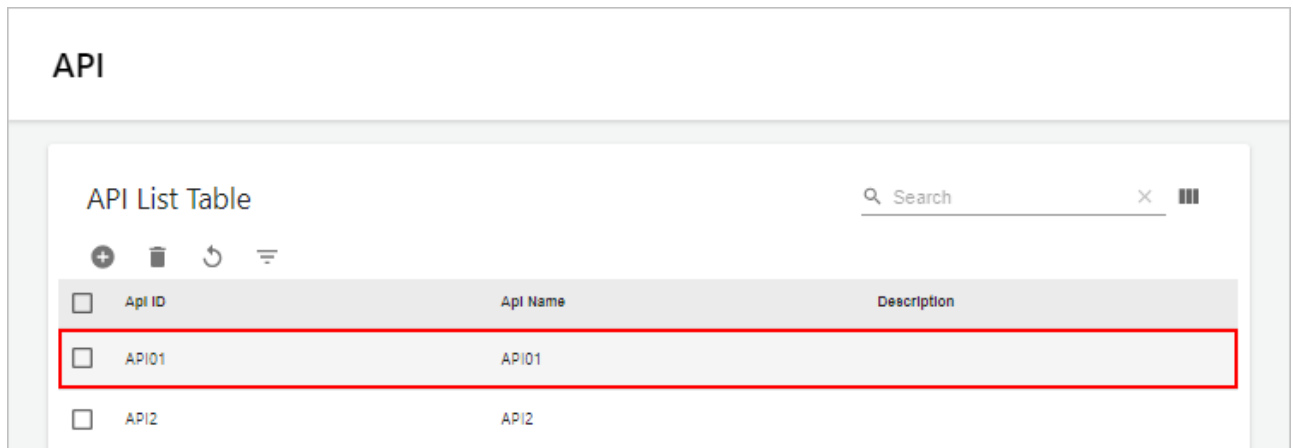 API
API List Table
Search
Api ID Api Name Description
API01 API01
API2 API2